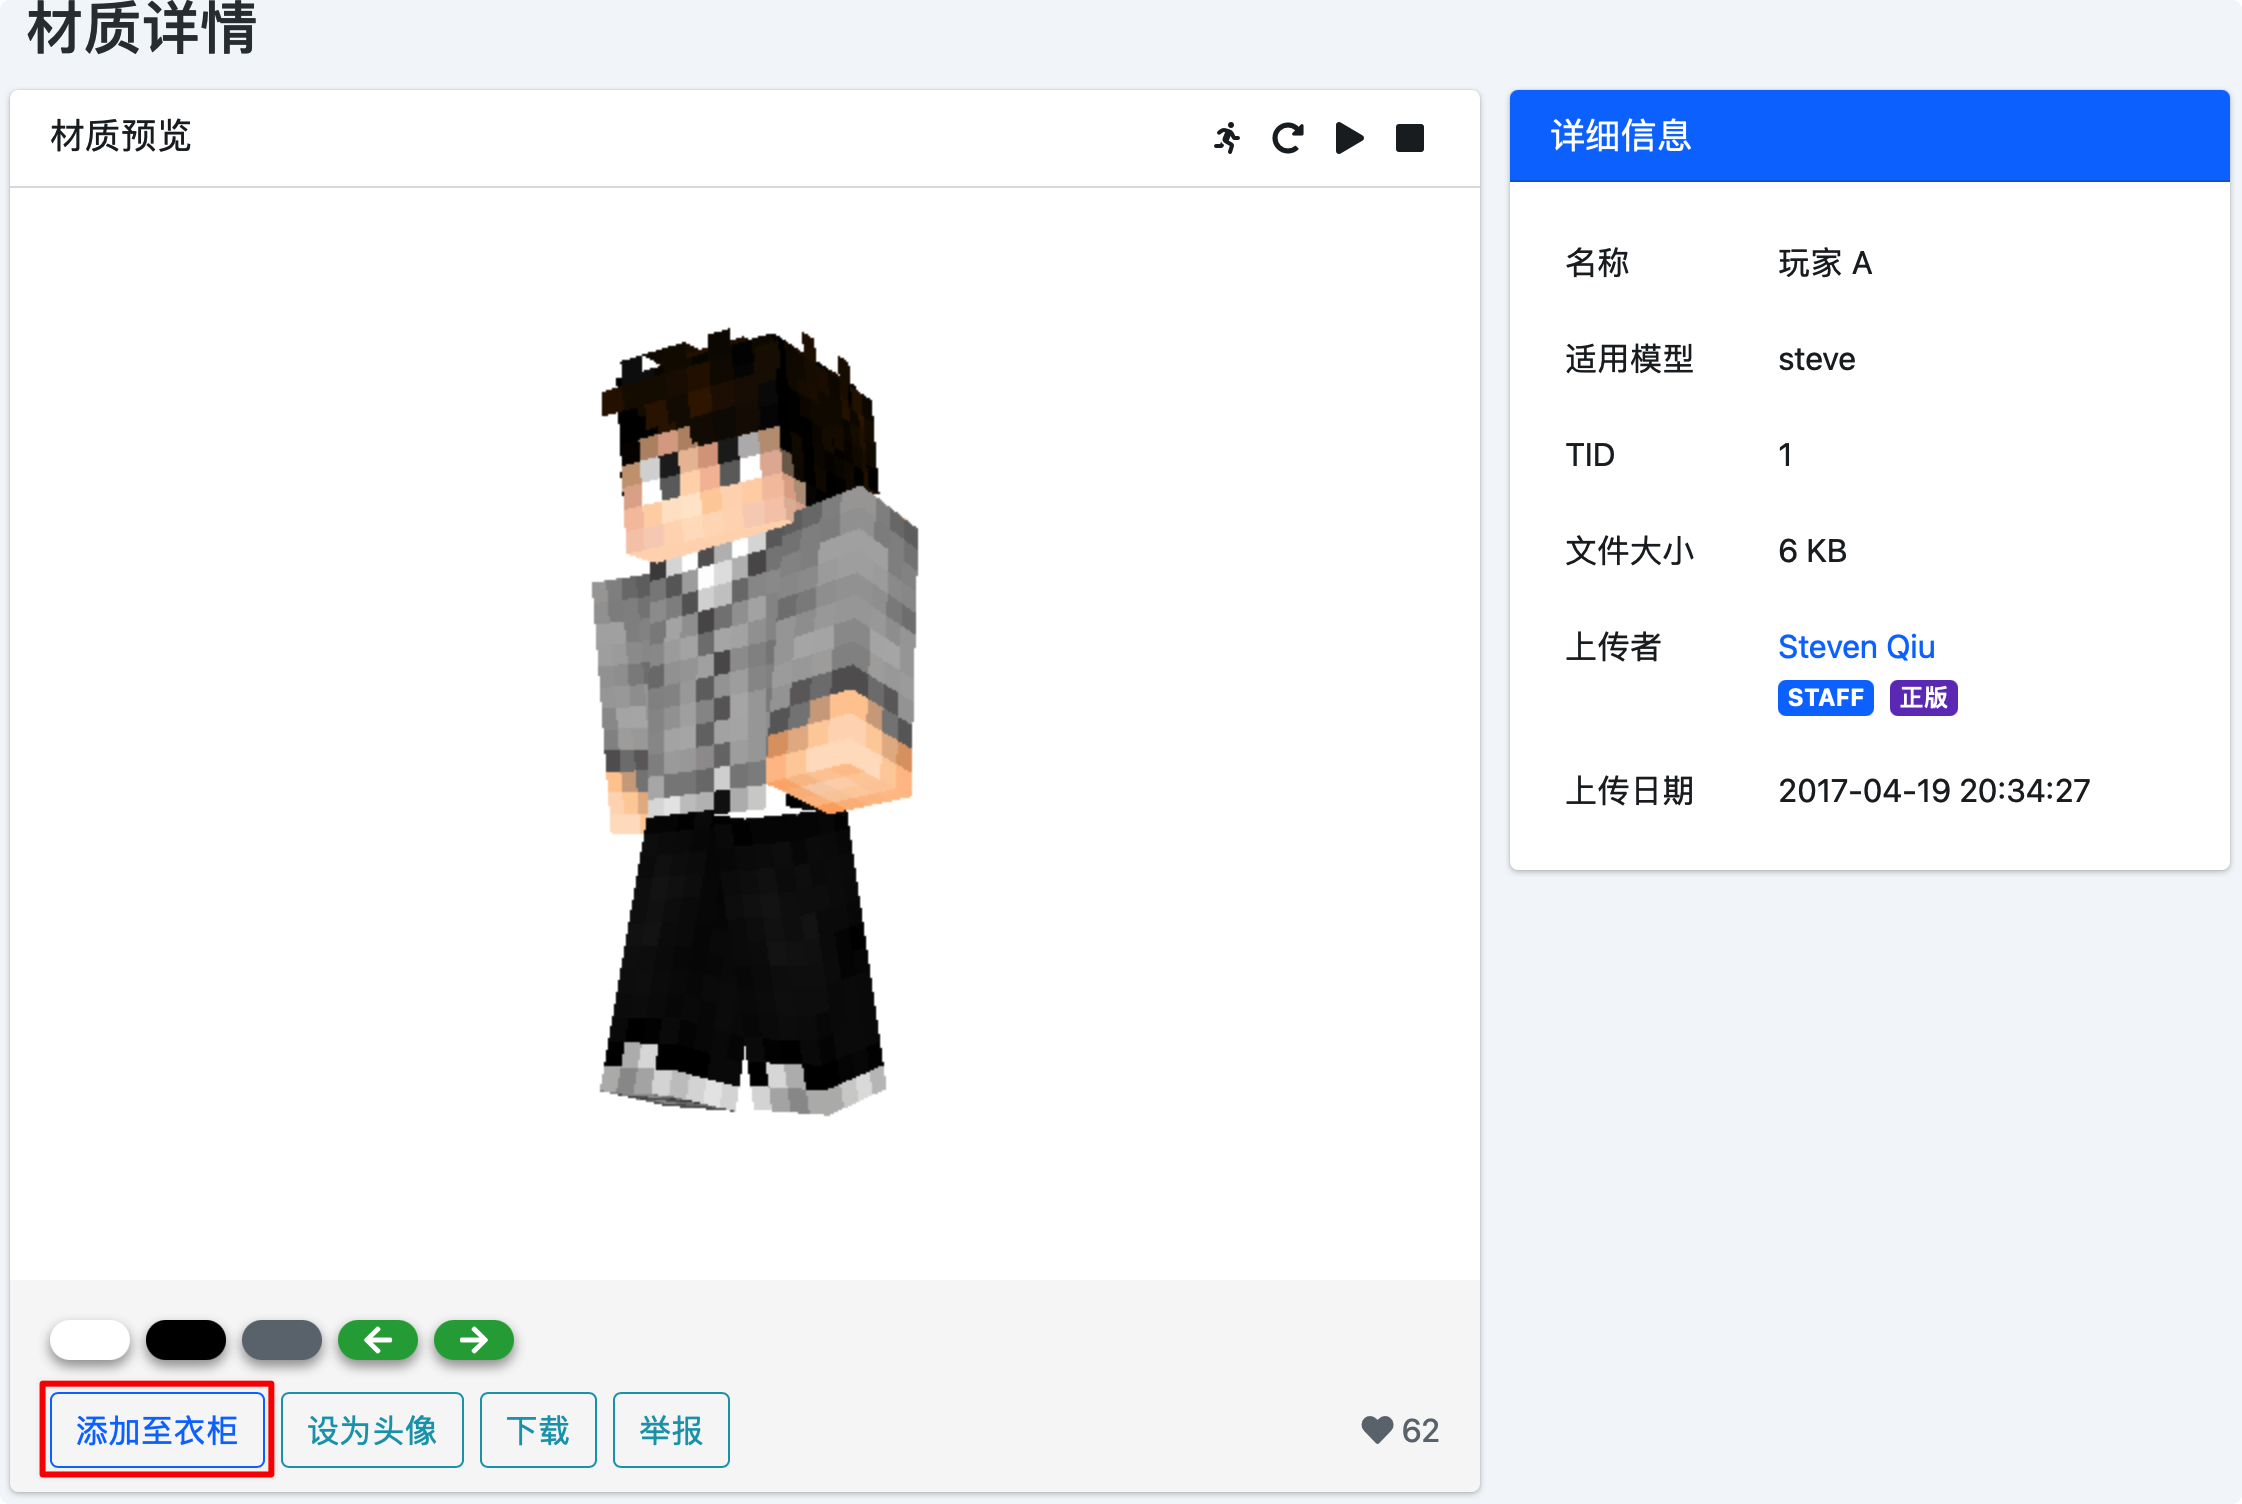 材质详情
材质预览
添加至衣柜 设为头像 下载 举报 62
详细信息
名称 玩家 A
适用模型 steve
TID 1
文件大小 6 KB
上传者 Steven Qiu
STAFF 正版
上传日期 2017-04-19 20:34:27